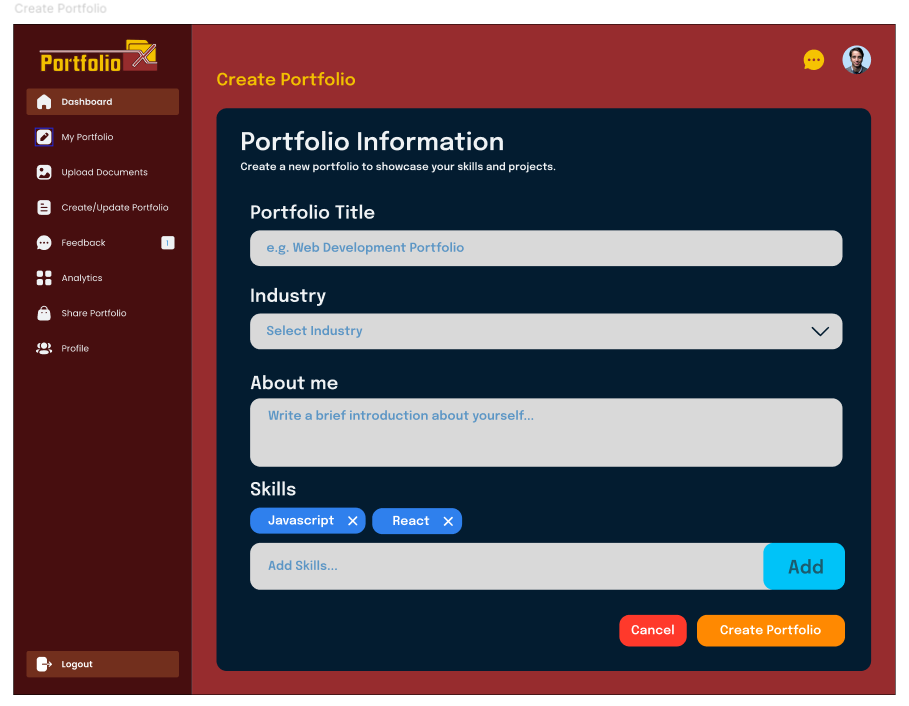 Create Portfolio
Portfolio
Dashboard
My Portfolio
Upload Documents
Create/Update Portfolio
Feedback
1
Analytics
Share Portfolio
Profile
Logout
Create Portfolio
Portfolio Information
Create a new portfolio to showcase your skills and projects.
Portfolio Title
e.g. Web Development Portfolio
Industry
Select Industry
About me
Write a brief introduction about yourself...
Skills
Javascript
React
Add Skills...
Add
Cancel
Create Portfolio